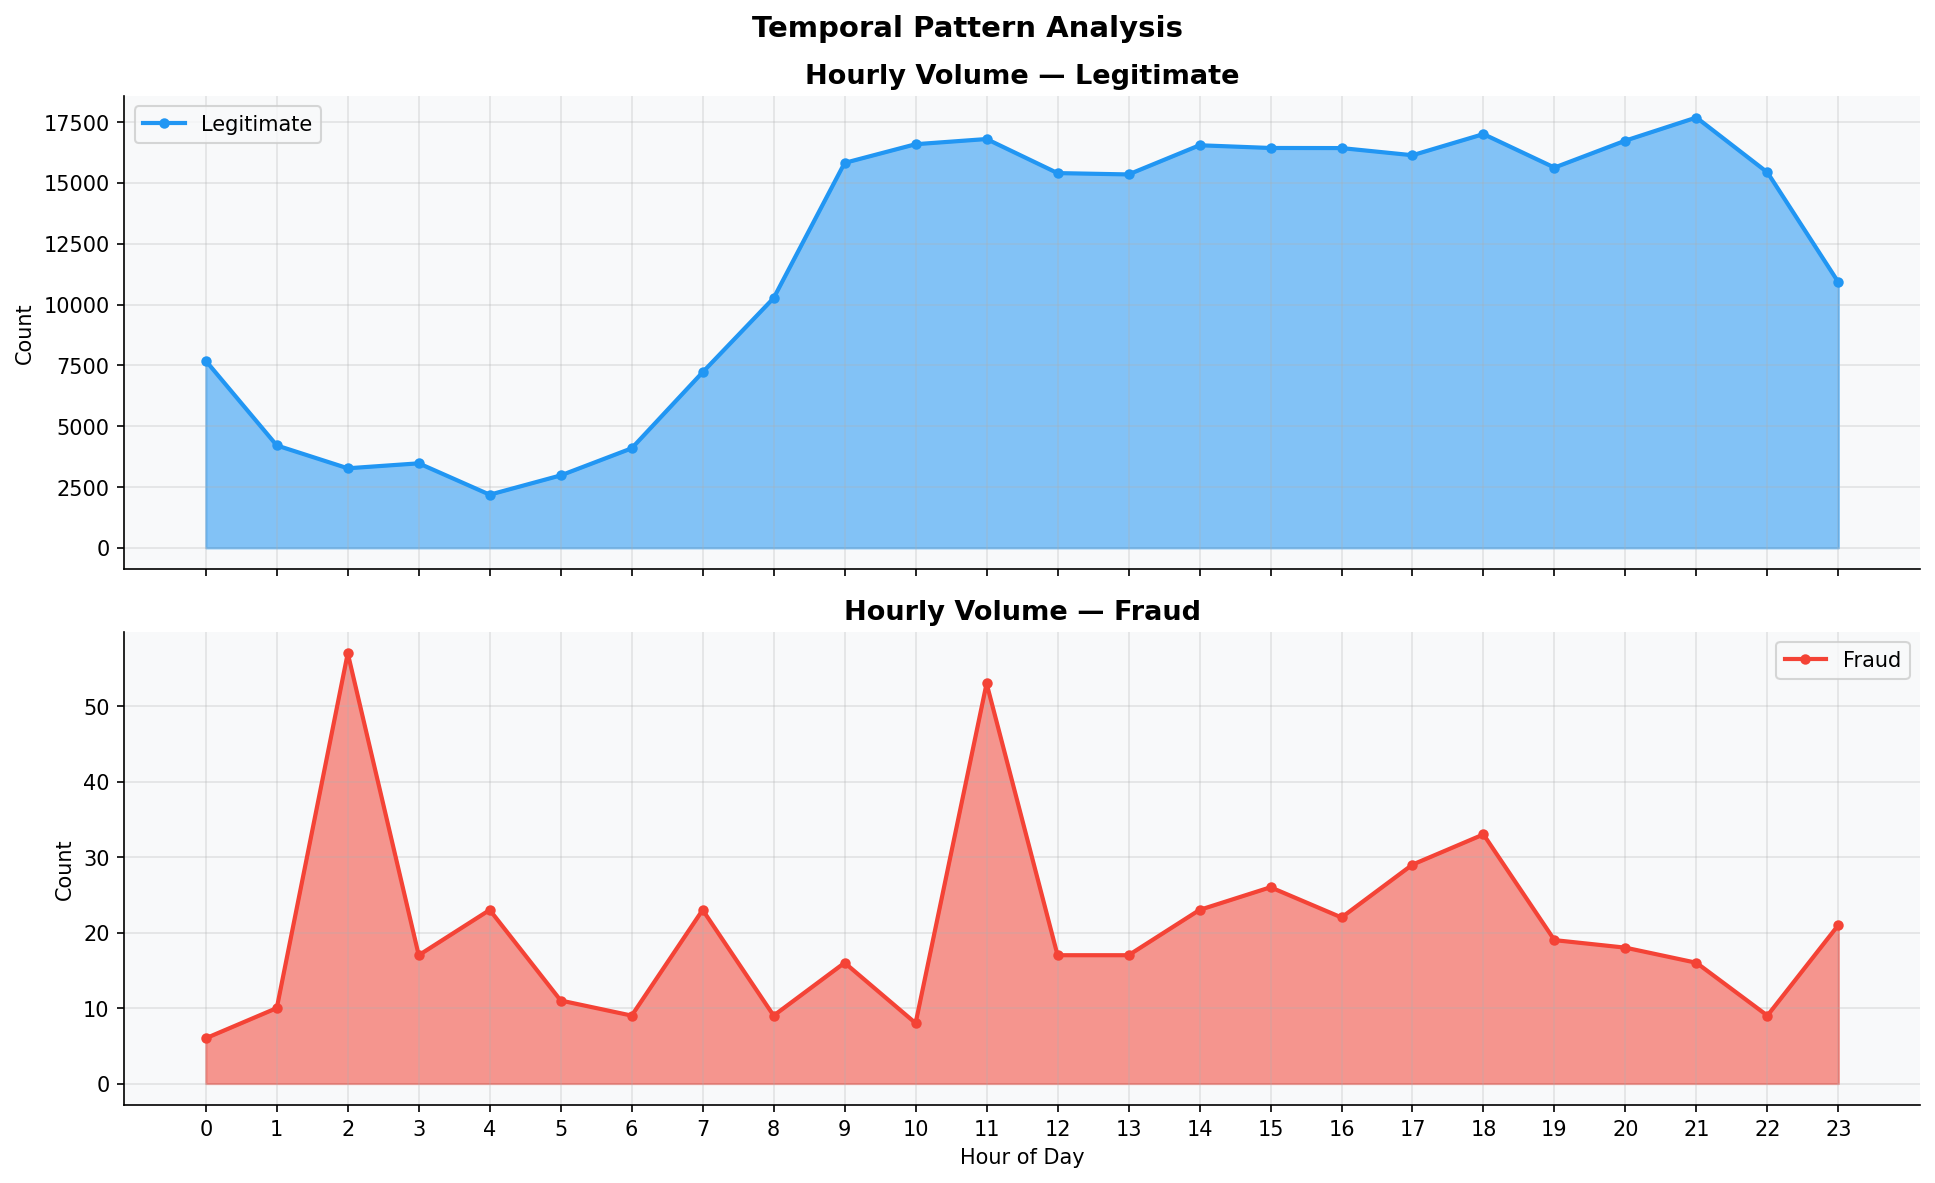 Temporal Pattern Analysis
Hourly Volume — Legitimate
Legitimate
17500
15000
12500
10000
7500
5000
2500
0
Count
Hourly Volume — Fraud
Fraud
50
40
30
20
10
0
Count
0 1 2 3 4 5 6 7 8 9 10 11 12 13 14 15 16 17 18 19 20 21 22 23
Hour of Day